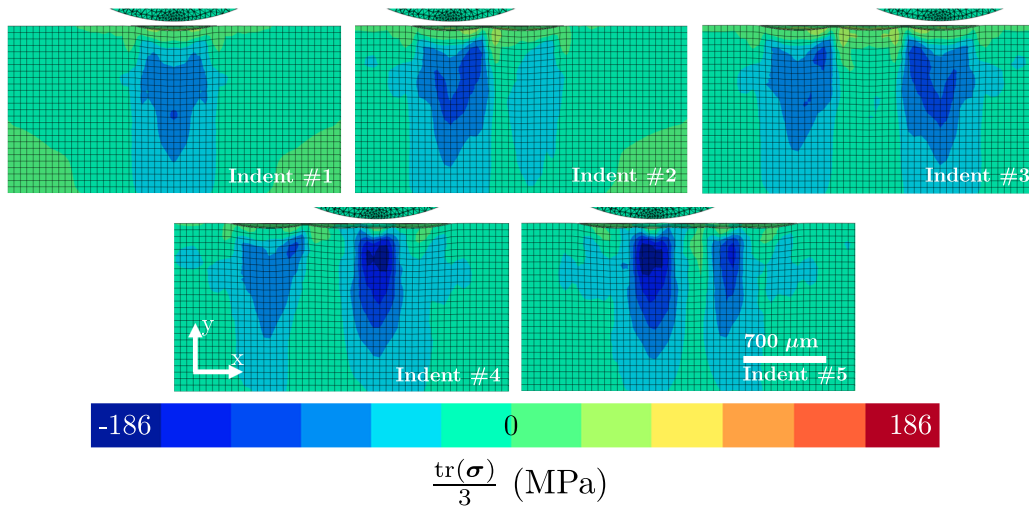 Indent #1
Indent #2
Indent #3
y
x
Indent #4
700 μm
Indent #5
-186 0 186
tr(σ)/3 (MPa)